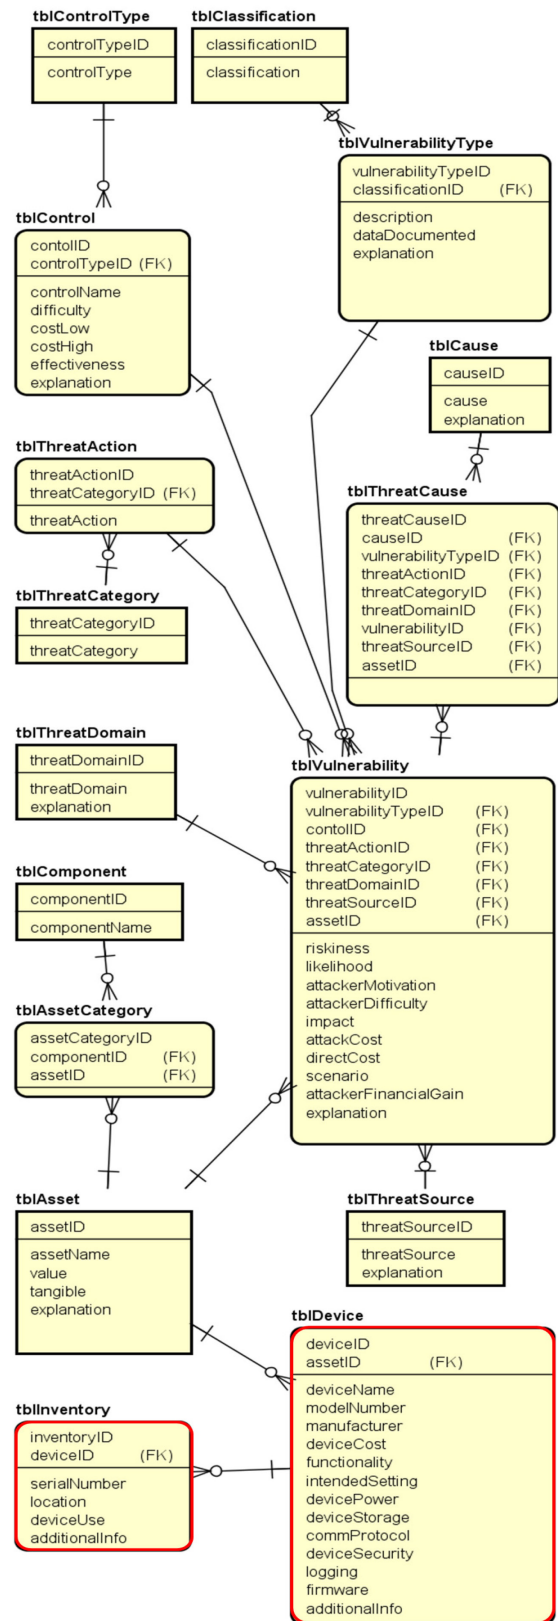 tblControlType
controlTypeID
controlType
tblClassification
classificationID
classification
tblVulnerabilityType
vulnerabilityTypeID
classificationID (FK)
description
dataDocumented
explanation
tblControl
contolID
controlTypeID (FK)
controlName
difficulty
costLow
costHigh
effectiveness
explanation
tblCause
causeID
cause
explanation
tblThreatAction
threatActionID
threatCategoryID (FK)
threatAction
tblThreatCause
threatCauseID
causeID (FK)
vulnerabilityTypeID (FK)
threatActionID (FK)
threatCategoryID (FK)
threatDomainID (FK)
vulnerabilityID (FK)
threatSourceID (FK)
assetID (FK)
tblThreatCategory
threatCategoryID
threatCategory
tblThreatDomain
threatDomainID
threatDomain
explanation
tblVulnerability
vulnerabilityID
vulnerabilityTypeID (FK)
contolID (FK)
threatActionID (FK)
threatCategoryID (FK)
threatDomainID (FK)
threatSourceID (FK)
assetID (FK)
riskiness
likelihood
attackerMotivation
attackerDifficulty
impact
attackCost
directCost
scenario
attackerFinancialGain
explanation
tblComponent
componentID
componentName
tblAssetCategory
assetCategoryID
componentID (FK)
assetID (FK)
tblAsset
assetID
assetName
value
tangible
explanation
tblThreatSource
threatSourceID
threatSource
explanation
tblDevice
deviceID
assetID (FK)
deviceName
modelNumber
manufacturer
deviceCost
functionality
intendedSetting
devicePower
deviceStorage
commProtocol
deviceSecurity
logging
firmware
additionalInfo
tblInventory
inventoryID
deviceID (FK)
serialNumber
location
deviceUse
additionalInfo